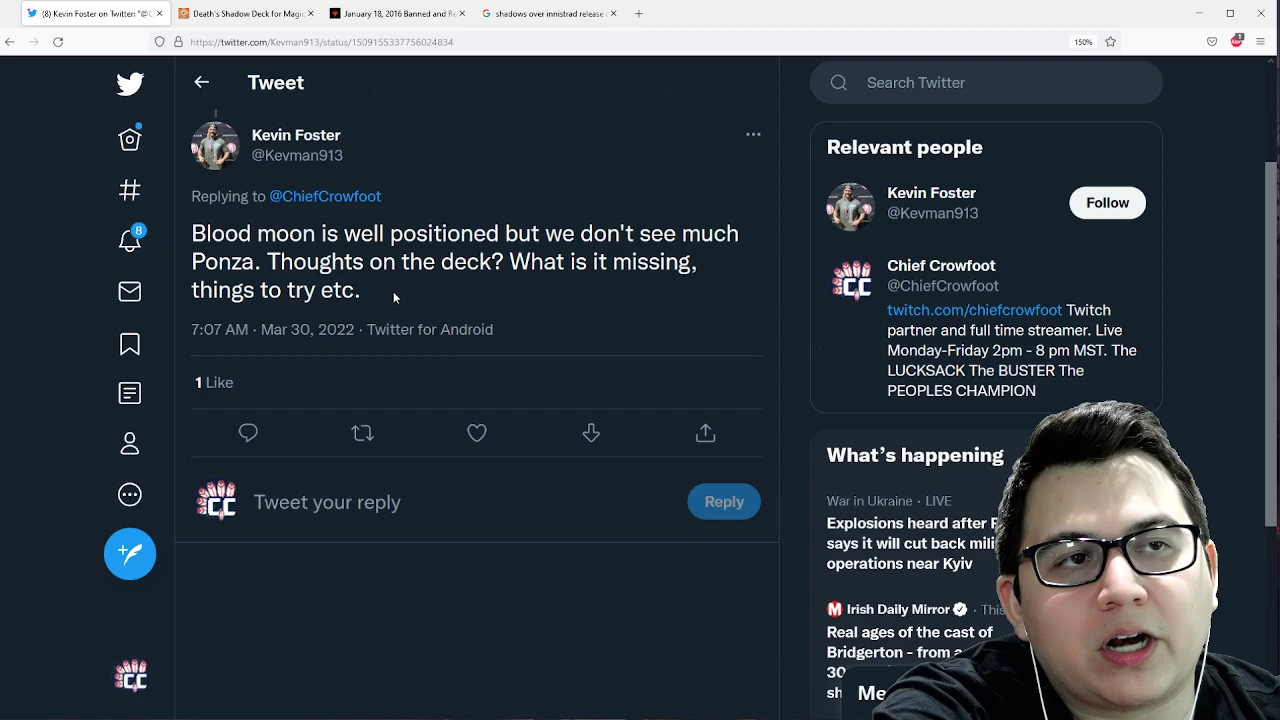 (8) Kevin Foster on Twitter: "@C
Death's Shadow Deck for Magic
January 18, 2016 Banned and Re
shadows over innistrad release
https://twitter.com/Kevman913/status/1509155337756024834
150%
Tweet
Search Twitter
Kevin Foster
@Kevman913
Replying to @ChiefCrowfoot
Blood moon is well positioned but we don't see much
Ponza. Thoughts on the deck? What is it missing,
things to try etc.
7:07 AM · Mar 30, 2022 · Twitter for Android
1 Like
CC
Tweet your reply
Reply
8
CC
Relevant people
Kevin Foster
@Kevman913
Follow
CC
Chief Crowfoot
@ChiefCrowfoot
twitch.com/chiefcrowfoot Twitch
partner and full time streamer. Live
Monday-Friday 2pm - 8 pm MST. The
LUCKSACK The BUSTER The
PEOPLES CHAMPION
What's happening
War in Ukraine · LIVE
Explosions heard after
says it will cut back
operations near Kyiv
Irish Daily Mirror · This
Real ages of the cast of
Bridgerton - from a